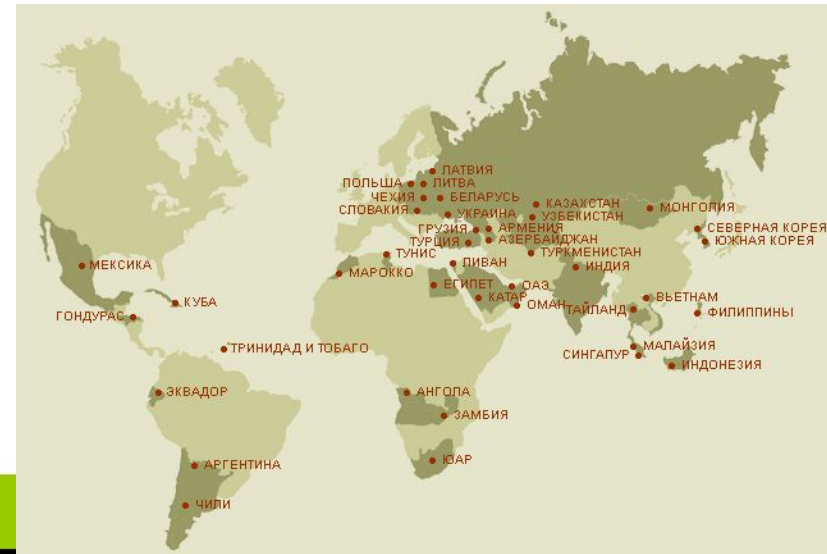 ЛАТВИЯ
ПОЛЬША
ЛИТВА
ЧЕХИЯ
БЕЛАРУСЬ
СЛОВАКИЯ
УКРАИНА
КАЗАХСТАН
УЗБЕКИСТАН
МОНГОЛИЯ
ГРУЗИЯ
АРМЕНИЯ
СЕВЕРНАЯ КОРЕЯ
ТУРЦИЯ
АЗЕРБАЙДЖАН
ЮЖНАЯ КОРЕЯ
ТУНИС
ТУРКМЕНИСТАН
ЛИВАН
МЕКСИКА
МАРОККО
ИНДИЯ
ЕГИПЕТ
ОАЭ
КУБА
КАТАР
ОМАН
ВЬЕТНАМ
ГОНДУРАС
ТАЙЛАНД
ФИЛИППИНЫ
ТРИНИДАД И ТОБАГО
МАЛАЙЗИЯ
СИНГАПУР
ИНДОНЕЗИЯ
ЭКВАДОР
АНГОЛА
ЗАМБИЯ
АРГЕНТИНА
ЮАР
ЧИЛИ